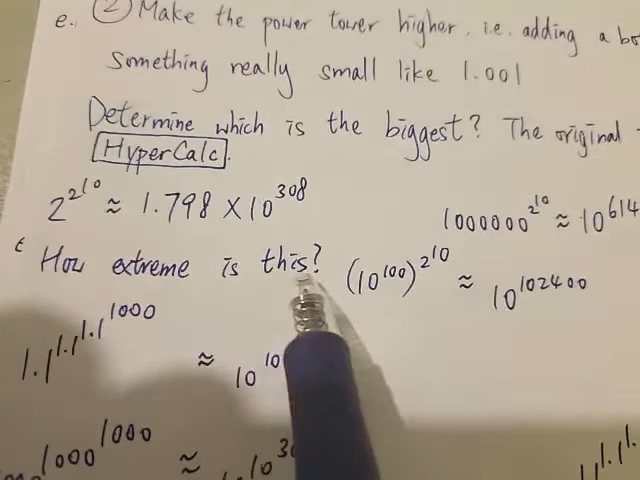 e. ② Make the power tower higher. i.e. adding a
Something really small like 1.001
Determine which is the biggest? The original
HyperCalc.
2^2^10 ≈ 1.798 × 10^308
1000000^2^10 ≈ 10^614
How extreme is this? (10^100)^2^10 ≈ 10^102400
1.1^1.1^1.1^1.1^1000 ≈ 10^10
1000^1000 ≈